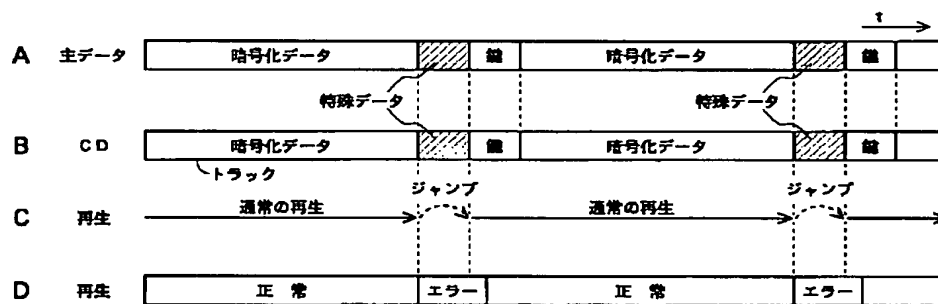 t
A 主データ 暗号化データ 鍵 暗号化データ 鍵
特殊データ 特殊データ
B CD 暗号化データ 鍵 暗号化データ 鍵
トラック
ジャンプ ジャンプ
C 再生 通常の再生 通常の再生
D 再生 正常 エラー 正常 エラー